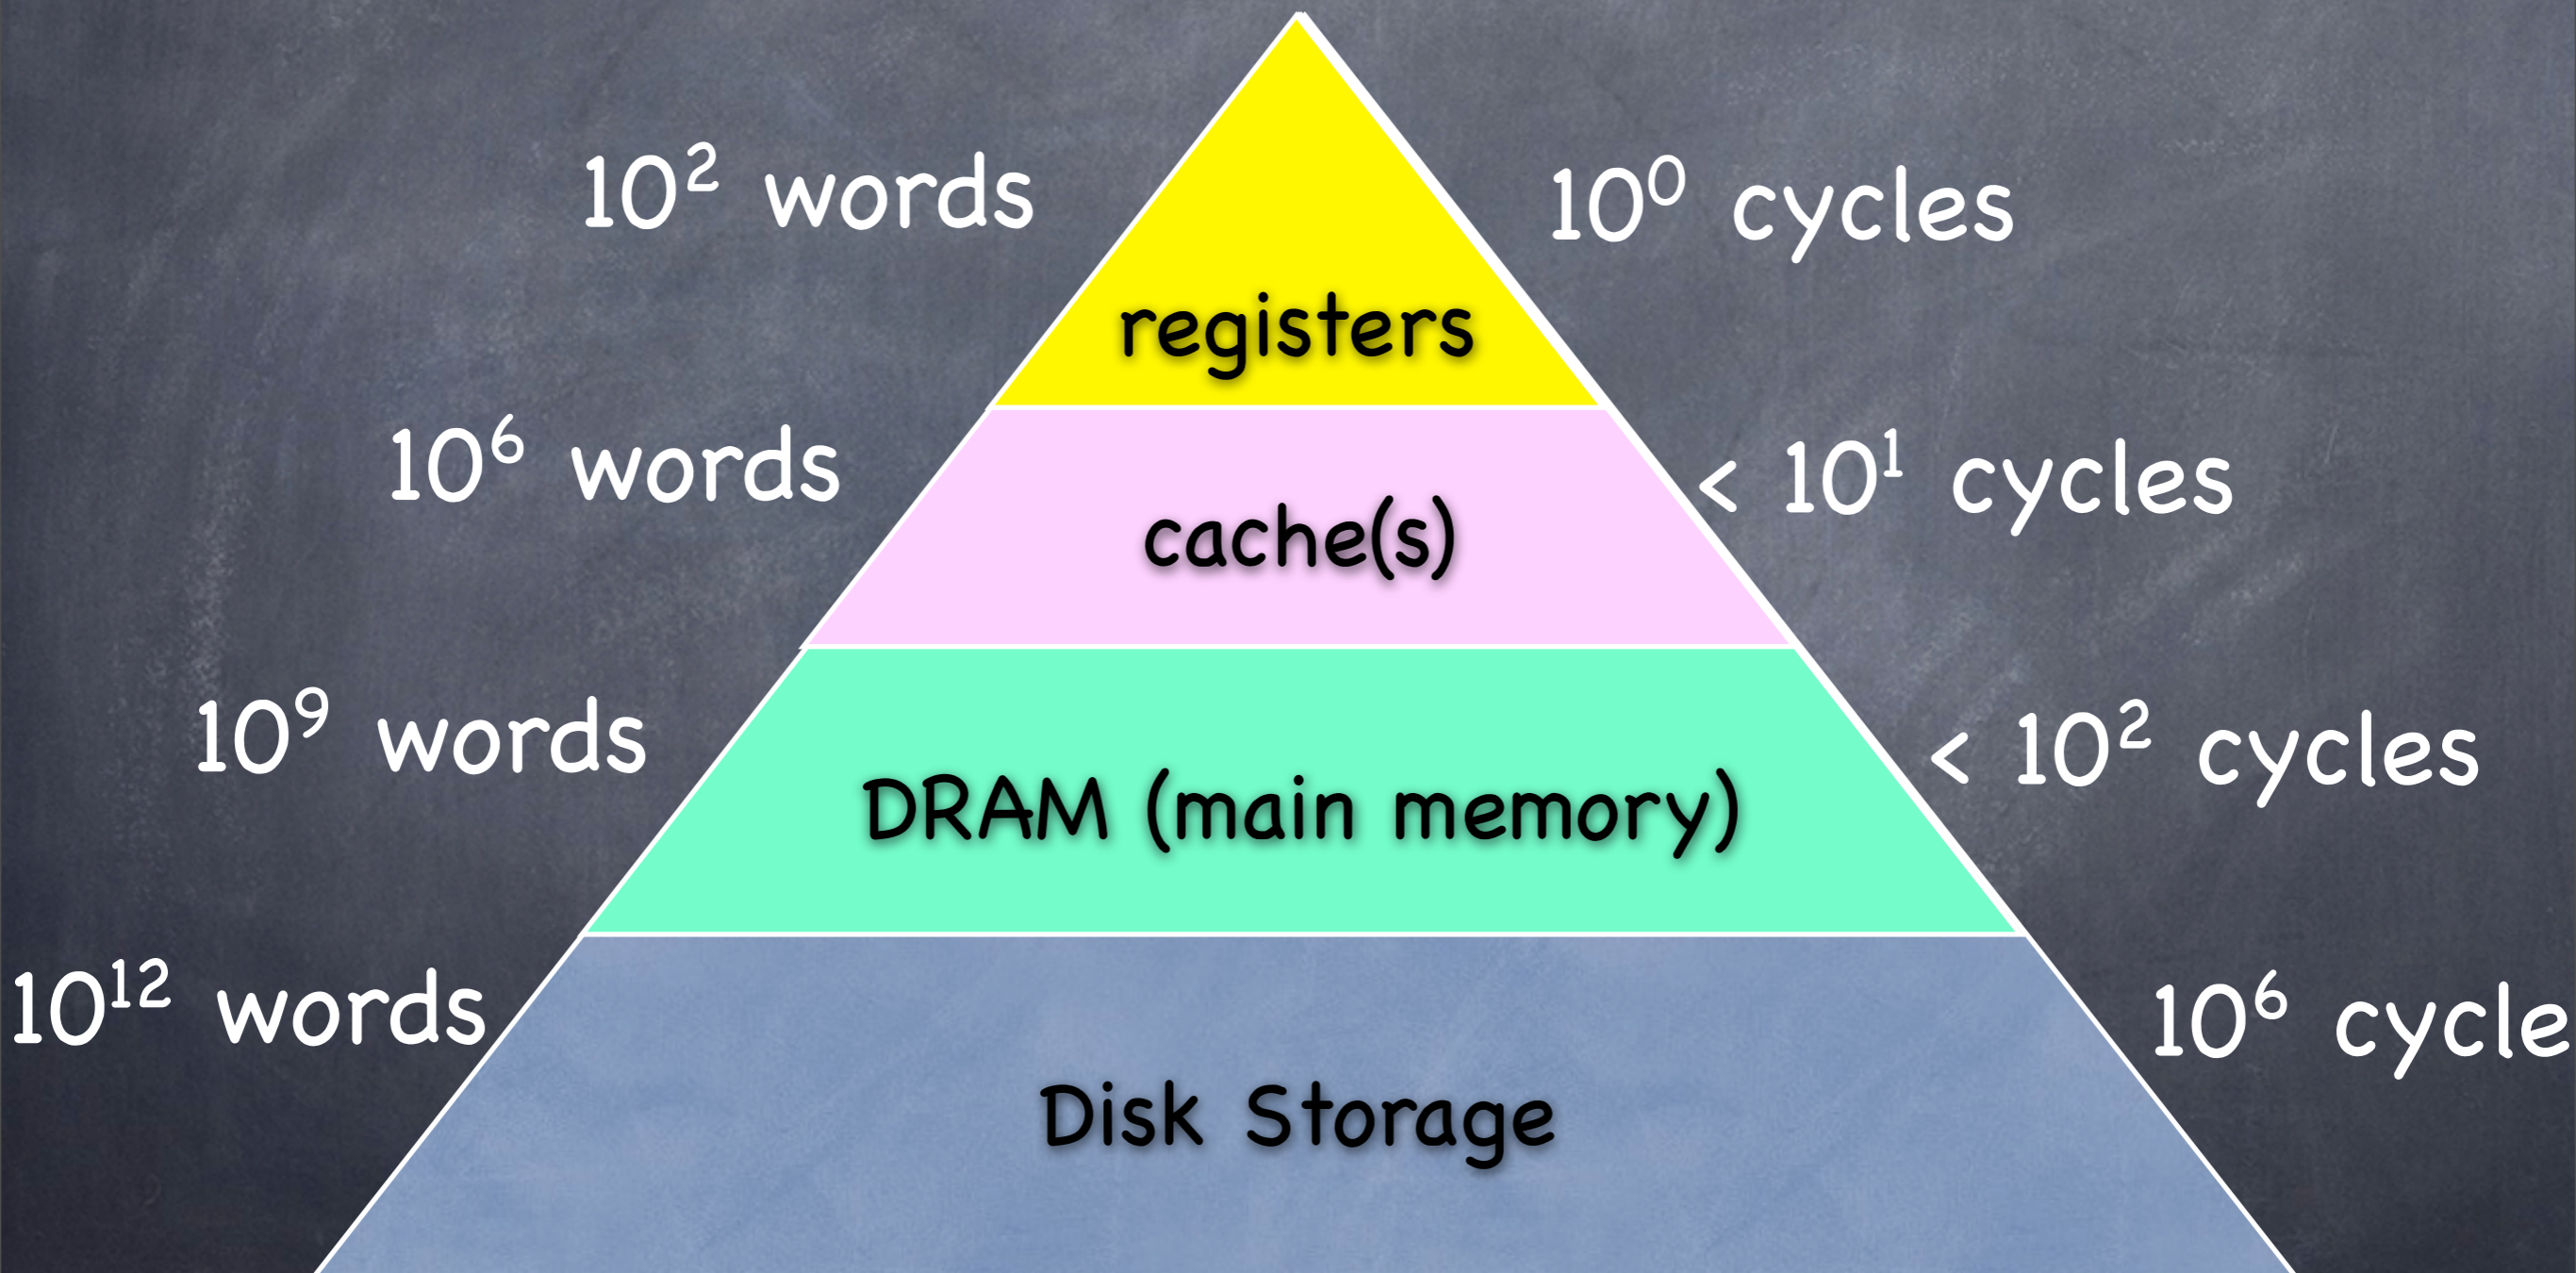 10² words
10⁰ cycles
registers
10⁶ words
< 10¹ cycles
cache(s)
10⁹ words
< 10² cycles
DRAM (main memory)
10¹² words
10⁶ cycle
Disk Storage